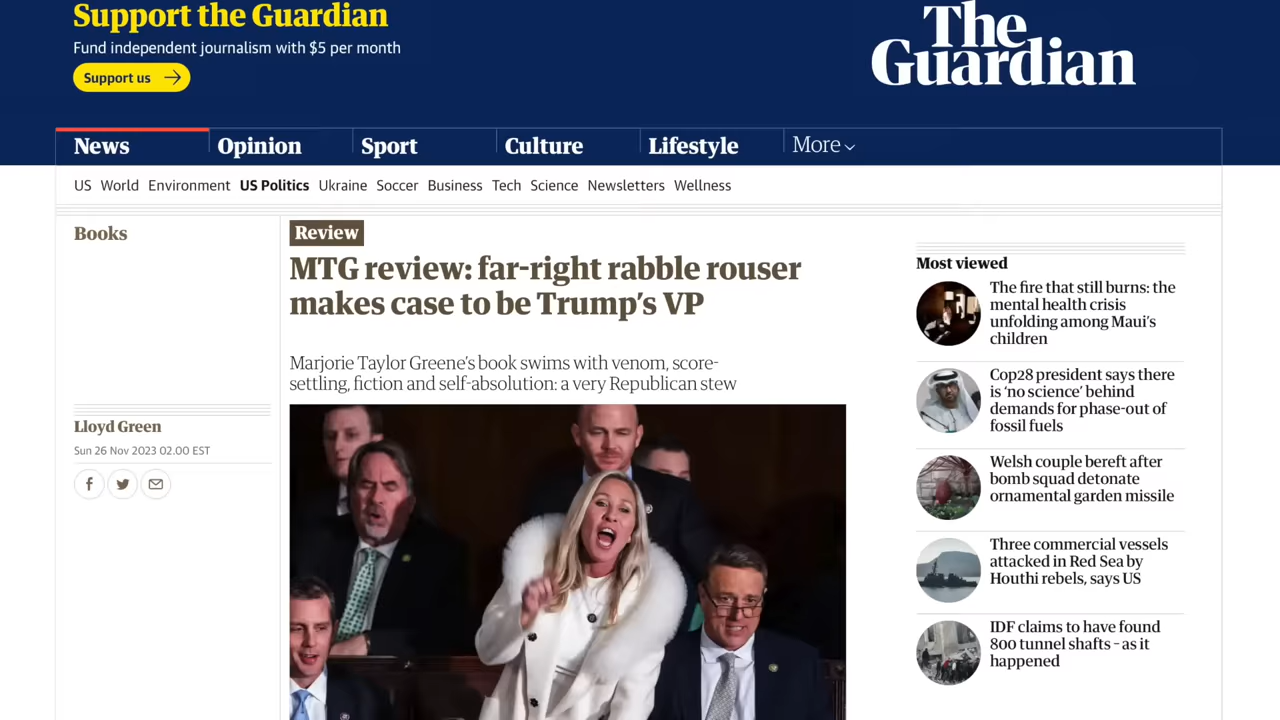 Support the Guardian
Fund independent journalism with $5 per month
Support us
The
Guardian
News
Opinion
Sport
Culture
Lifestyle
More
US World Environment US Politics Ukraine Soccer Business Tech Science Newsletters Wellness
Books
Review
MTG review: far-right rabble rouser
makes case to be Trump's VP
Marjorie Taylor Greene's book swims with venom, score-
settling, fiction and self-absolution: a very Republican stew
Lloyd Green
Sun 26 Nov 2023 02.00 EST
Most viewed
The fire that still burns: the
mental health crisis
unfolding among Maui's
children
Cop28 president says there
is ‘no science’ behind
demands for phase-out of
fossil fuels
Welsh couple bereft after
bomb squad detonate
ornamental garden missile
Three commercial vessels
attacked in Red Sea by
Houthi rebels, says US
IDF claims to have found
800 tunnel shafts – as it
happened